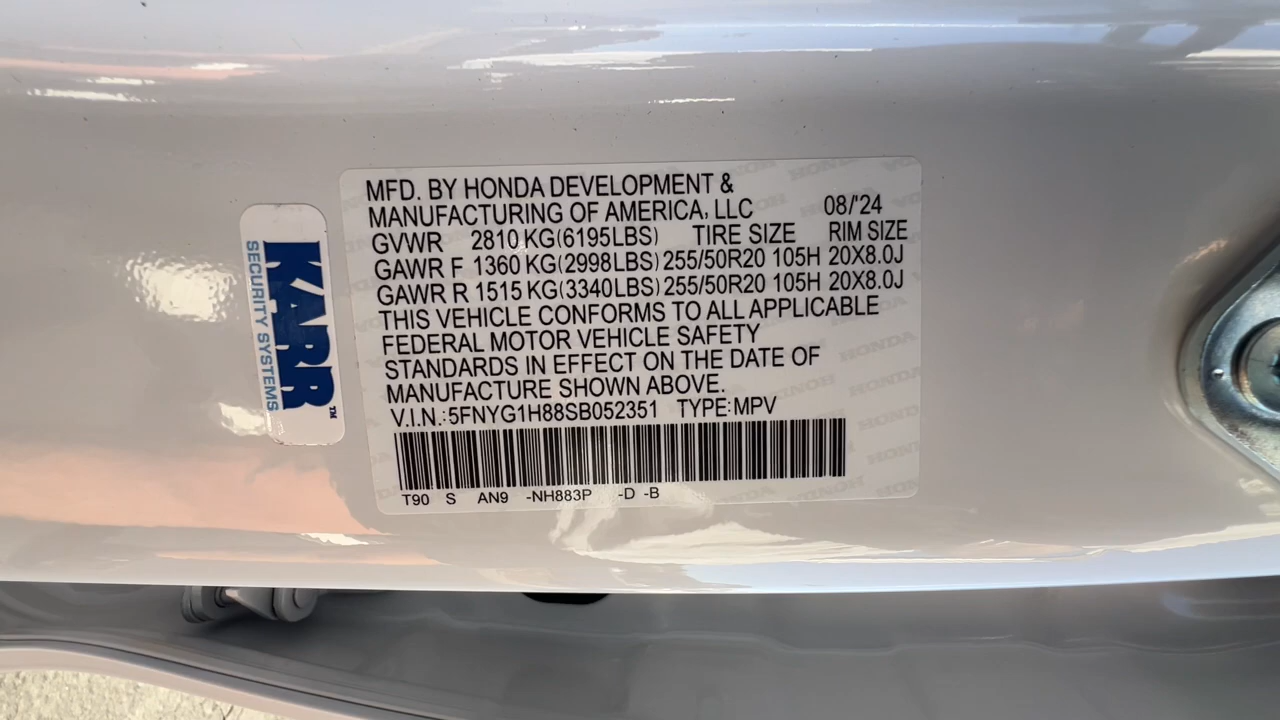 MFD. BY HONDA DEVELOPMENT &
MANUFACTURING OF AMERICA, LLC 08/'24
GVWR 2810 KG(6195LBS) TIRE SIZE RIM SIZE
GAWR F 1360 KG(2998LBS) 255/50R20 105H 20X8.0J
GAWR R 1515 KG(3340LBS) 255/50R20 105H 20X8.0J
THIS VEHICLE CONFORMS TO ALL APPLICABLE
FEDERAL MOTOR VEHICLE SAFETY
STANDARDS IN EFFECT ON THE DATE OF
MANUFACTURE SHOWN ABOVE.
V.I.N.:5FNYG1H88SB052351 TYPE:MPV
T90 S AN9 -NH883P -D -B
KARR™
SECURITY SYSTEMS